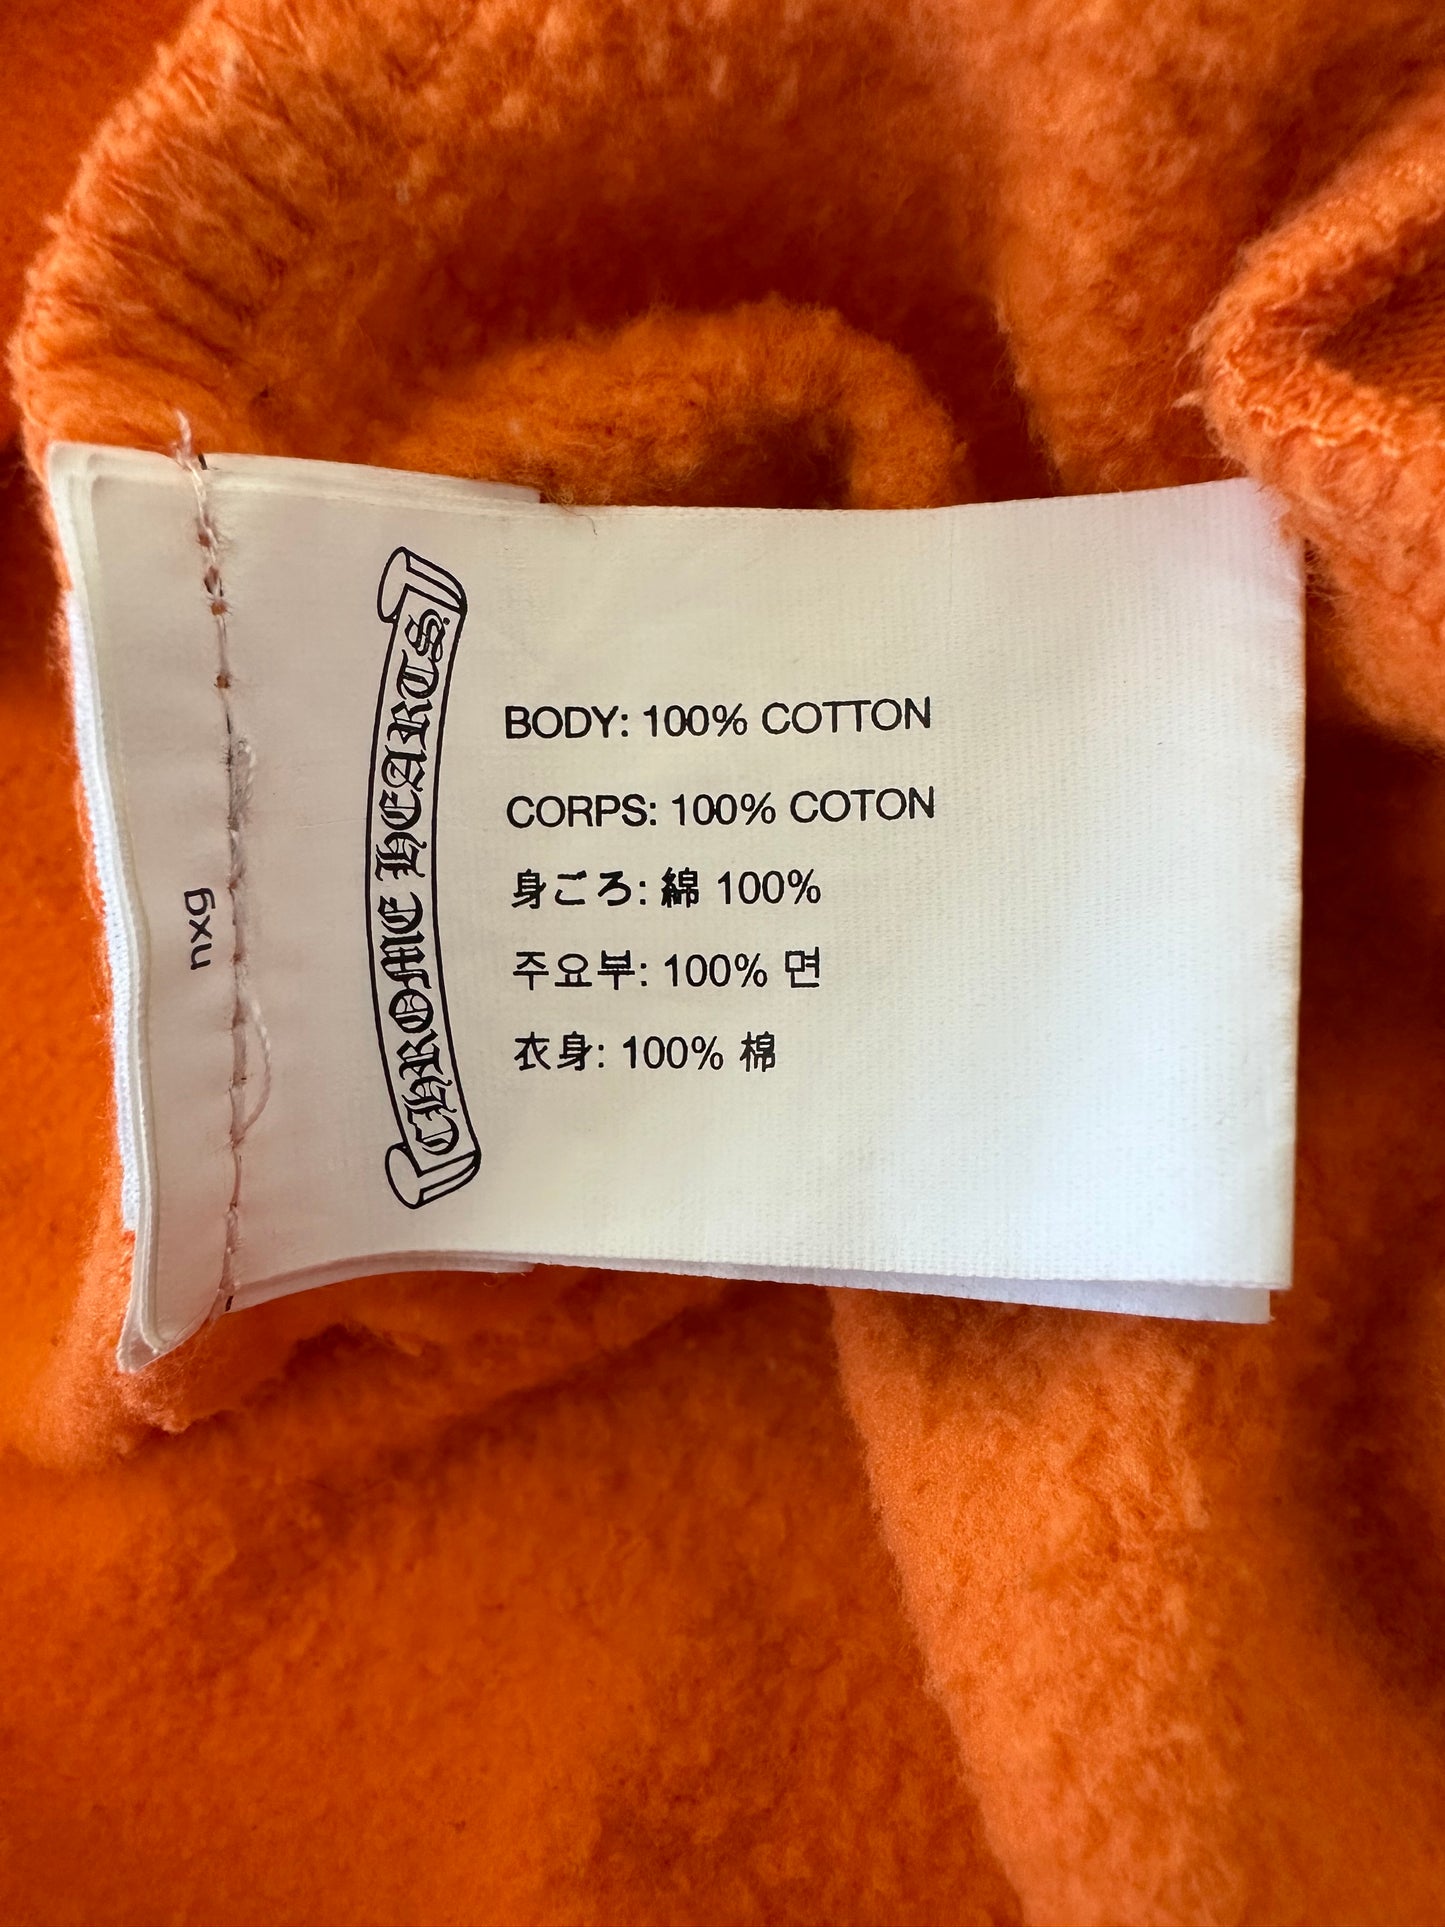 CHROME HEARTS
BODY: 100% COTTON
CORPS: 100% COTON
身ごろ: 綿 100%
주요부: 100% 면
衣身: 100% 棉
nxg